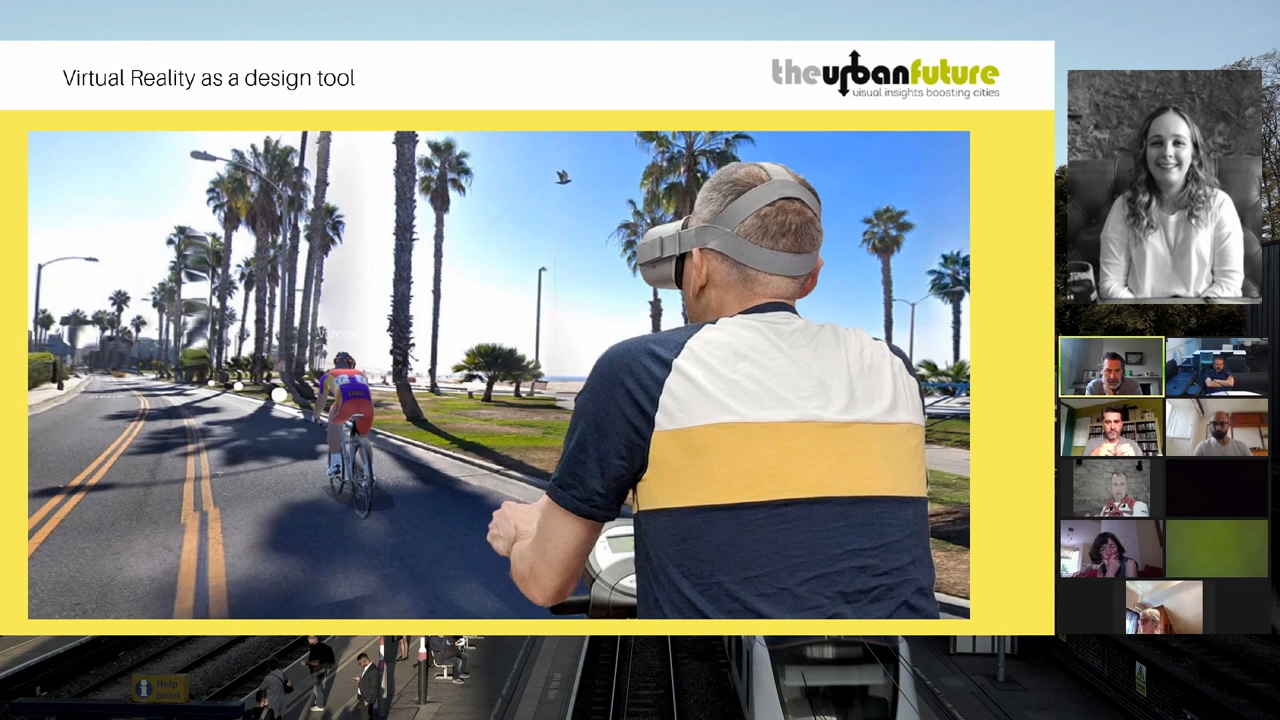 Virtual Reality as a design tool
theurbanfuture
visual insights boosting cities
Help
point